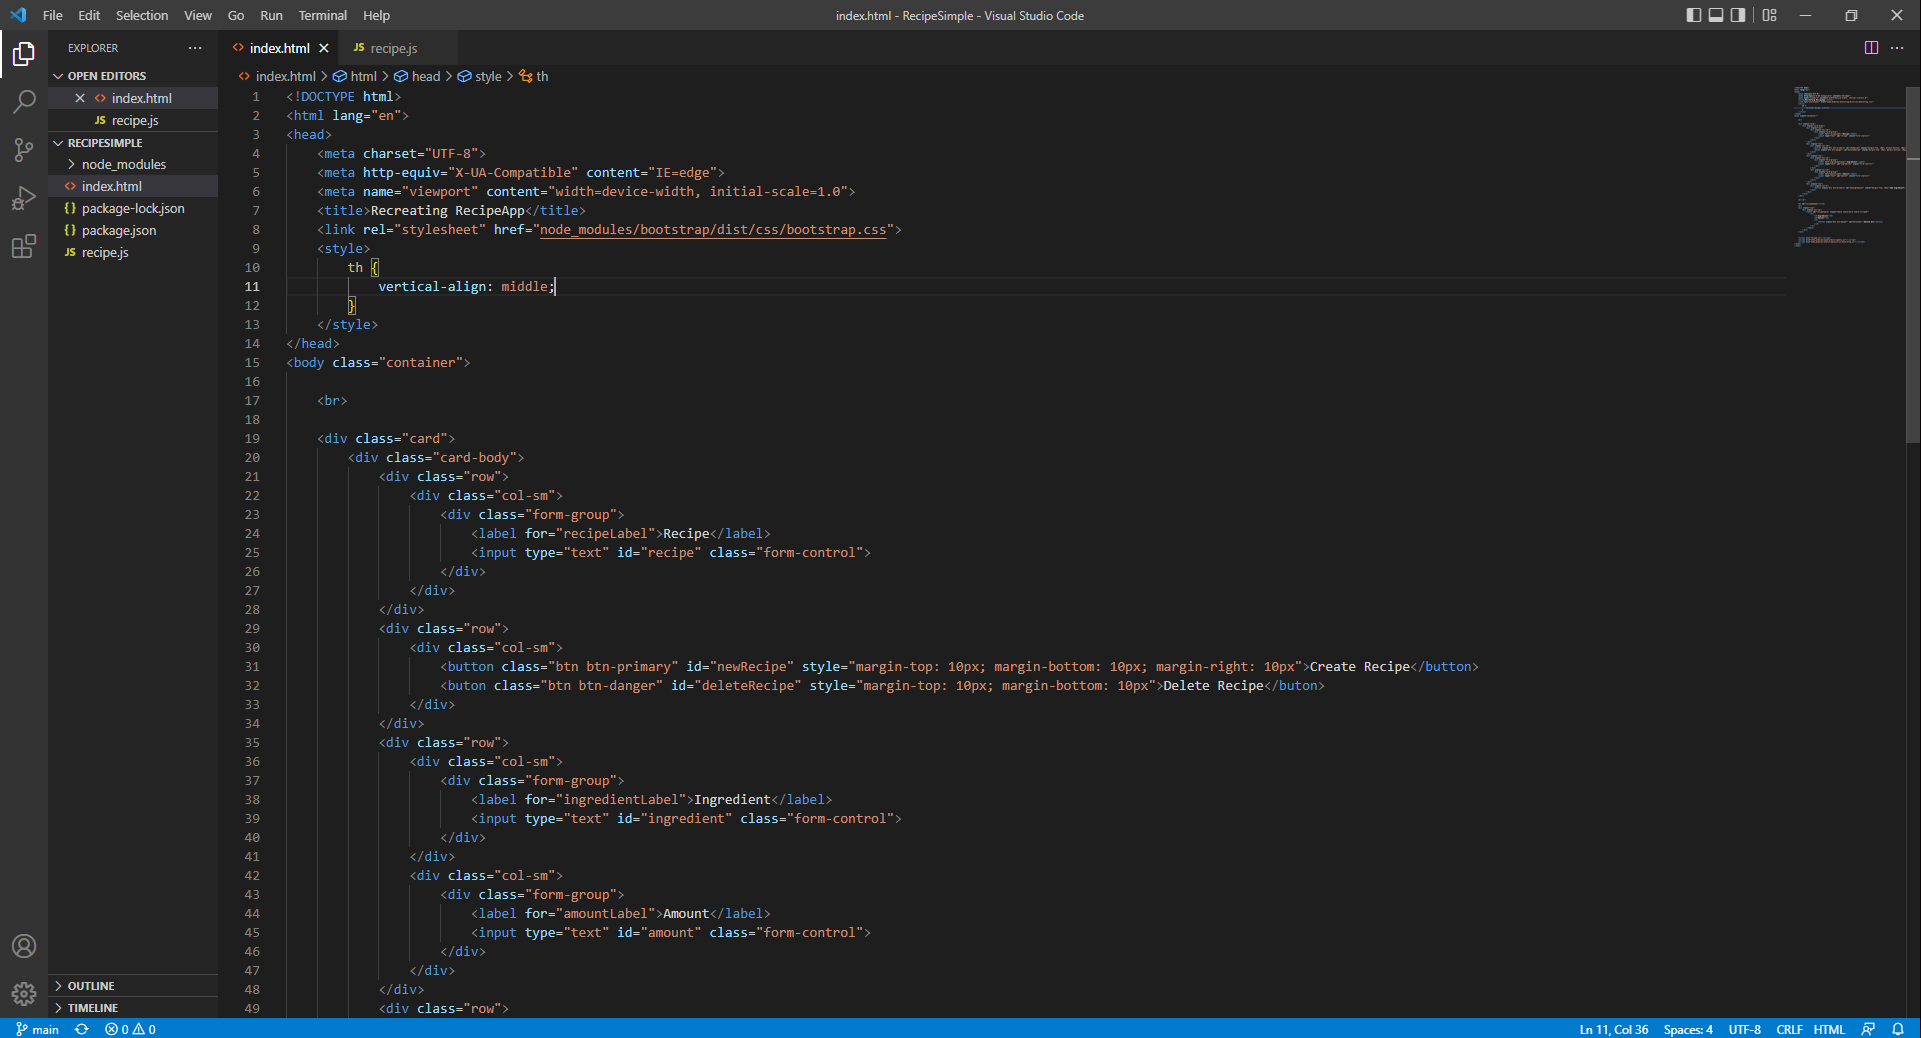 File Edit Selection View Go Run Terminal Help
index.html - RecipeSimple - Visual Studio Code
EXPLORER
OPEN EDITORS
index.html
JS recipe.js
RECIPESIMPLE
node_modules
index.html
{} package-lock.json
{} package.json
JS recipe.js
OUTLINE
TIMELINE
index.html
JS recipe.js
index.html > html > head > style > th
1 <!DOCTYPE html>
2 <html lang="en">
3 <head>
4 <meta charset="UTF-8">
5 <meta http-equiv="X-UA-Compatible" content="IE=edge">
6 <meta name="viewport" content="width=device-width, initial-scale=1.0">
7 <title>Recreating RecipeApp</title>
8 <link rel="stylesheet" href="node_modules/bootstrap/dist/css/bootstrap.css">
9 <style>
10 th {
11 vertical-align: middle;
12 }
13 </style>
14 </head>
15 <body class="container">
16
17 <br>
18
19 <div class="card">
20 <div class="card-body">
21 <div class="row">
22 <div class="col-sm">
23 <div class="form-group">
24 <label for="recipeLabel">Recipe</label>
25 <input type="text" id="recipe" class="form-control">
26 </div>
27 </div>
28 </div>
29 <div class="row">
30 <div class="col-sm">
31 <button class="btn btn-primary" id="newRecipe" style="margin-top: 10px; margin-bottom: 10px; margin-right: 10px">Create Recipe</button>
32 <buton class="btn btn-danger" id="deleteRecipe" style="margin-top: 10px; margin-bottom: 10px">Delete Recipe</buton>
33 </div>
34 </div>
35 <div class="row">
36 <div class="col-sm">
37 <div class="form-group">
38 <label for="ingredientLabel">Ingredient</label>
39 <input type="text" id="ingredient" class="form-control">
40 </div>
41 </div>
42 <div class="col-sm">
43 <div class="form-group">
44 <label for="amountLabel">Amount</label>
45 <input type="text" id="amount" class="form-control">
46 </div>
47 </div>
48 </div>
49 <div class="row">
main 0 0
Ln 11, Col 36 Spaces: 4 UTF-8 CRLF HTML